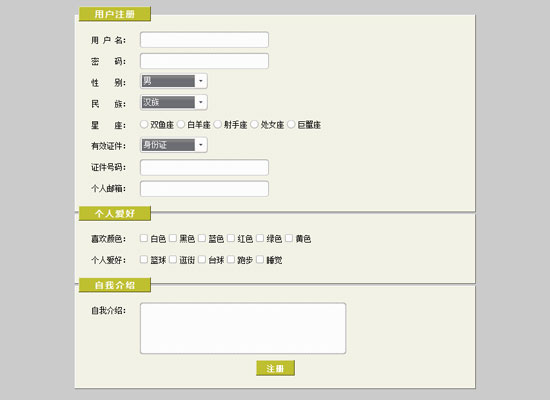 用户注册
用 户 名:
密 码:
性 别: 男
民 族: 汉族
星 座: 双鱼座 白羊座 射手座 处女座 巨蟹座
有效证件: 身份证
证件号码:
个人邮箱:
个人爱好
喜欢颜色: 白色 黑色 蓝色 红色 绿色 黄色
个人爱好: 篮球 逛街 台球 跑步 睡觉
自我介绍
自我介绍:
注册